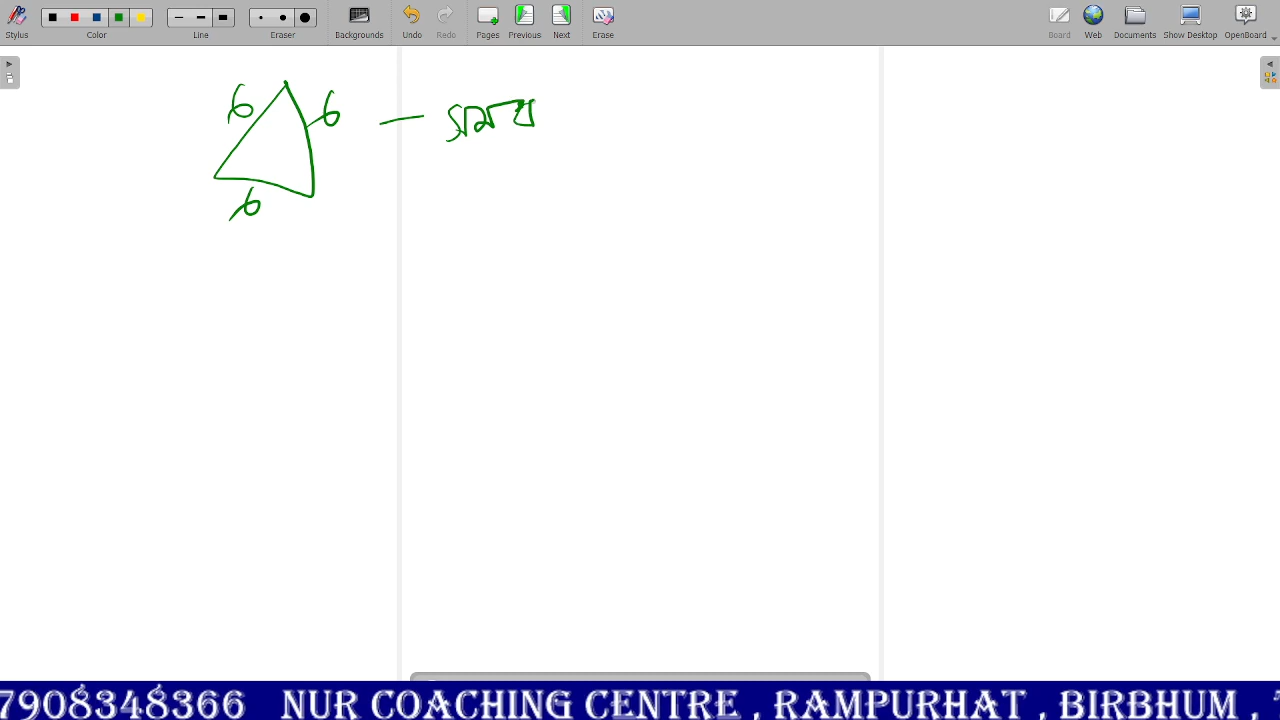 Stylus Color Line Eraser Backgrounds Undo Redo Pages Previous Next Erase Board Web Documents Show Desktop OpenBoard
6
6
6
7908348366 NUR COACHING CENTRE , RAMPURHAT , BIRBHUM ,